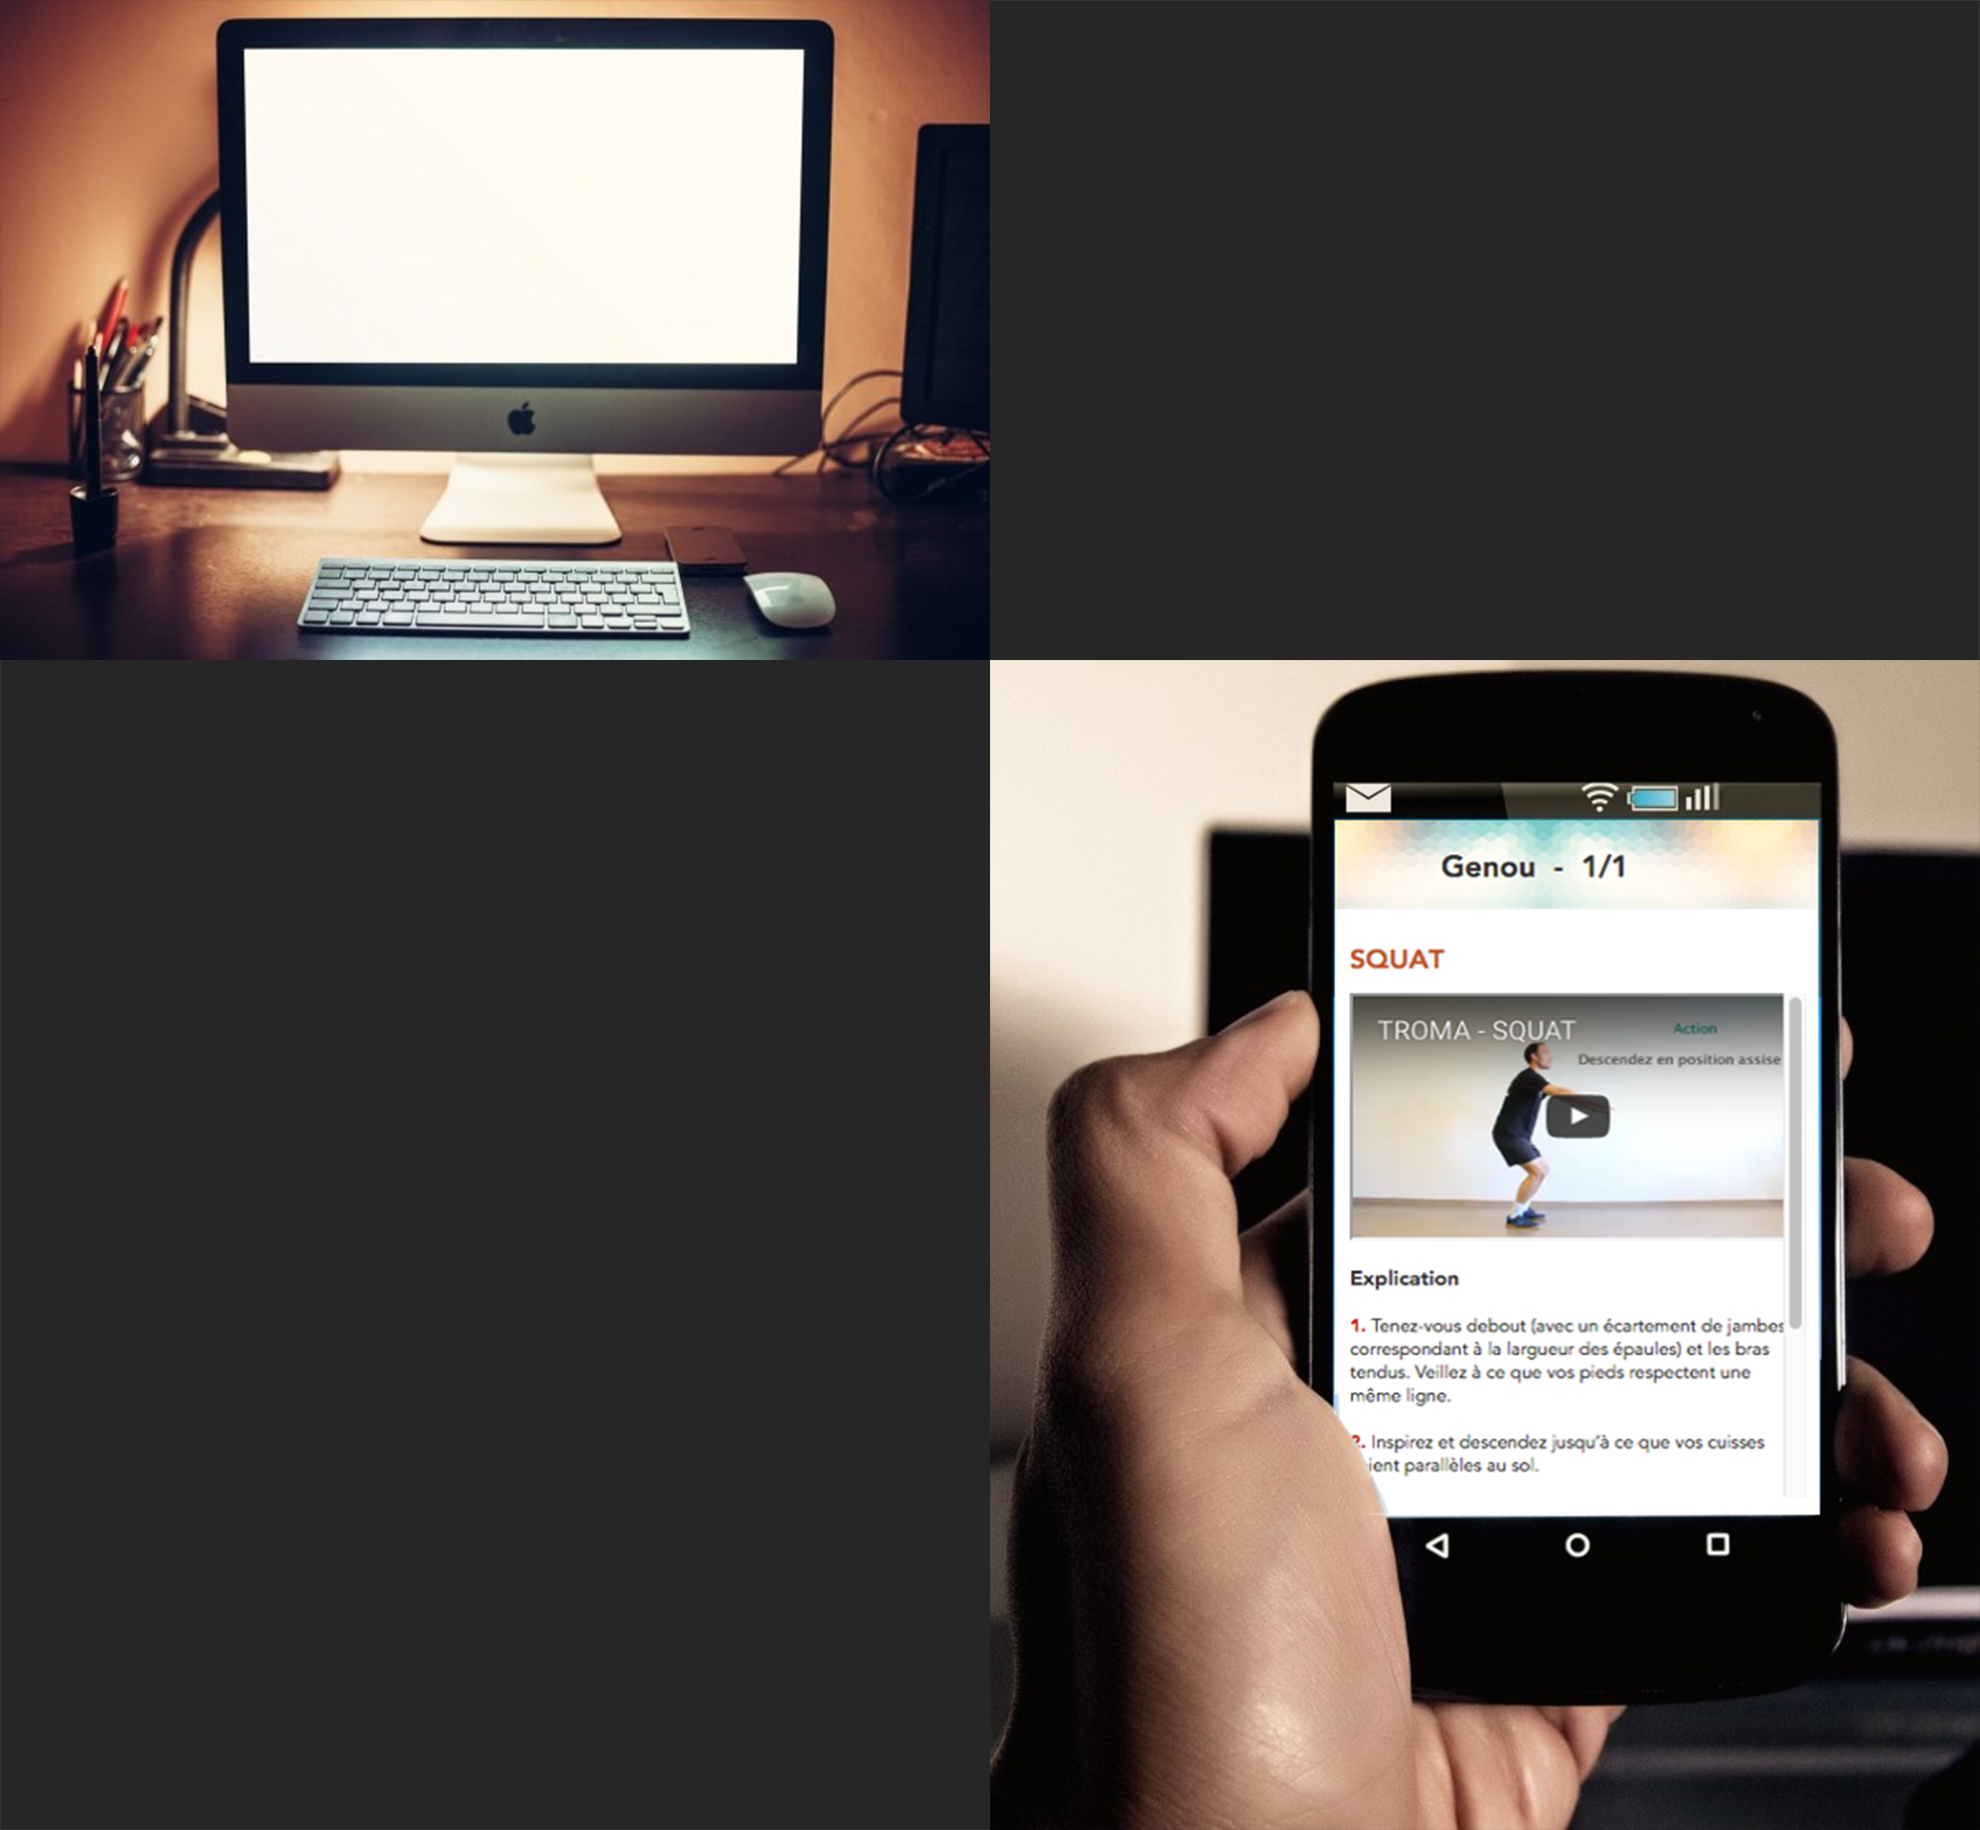 Genou - 1/1
SQUAT
TROMA - SQUAT
Action
Descendez en position assise
Explication
1. Tenez-vous debout (avec un écartement de jambes
correspondant à la largueur des épaules) et les bras
tendus. Veillez à ce que vos pieds respectent une
même ligne.
2. Inspirez et descendez jusqu'à ce que vos cuisses
ient parallèles au sol.